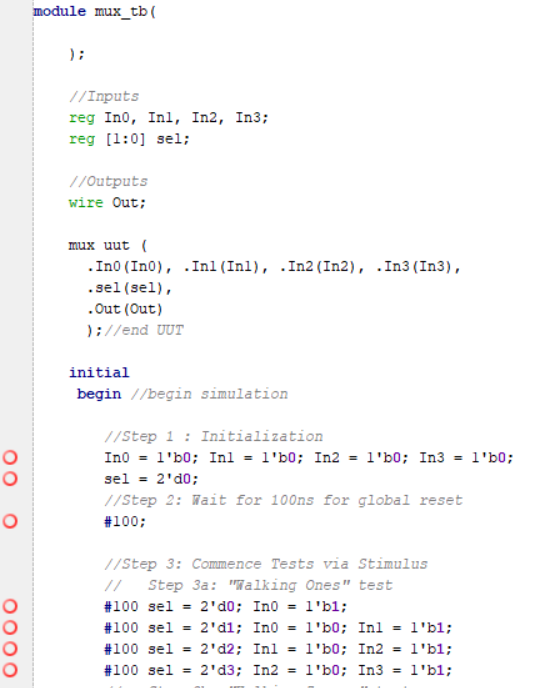 module mux_tb(
);
//Inputs
reg In0, In1, In2, In3;
reg [1:0] sel;
//Outputs
wire Out;
mux uut (
.In0(In0), .In1(In1), .In2(In2), .In3(In3),
.sel(sel),
.Out(Out)
);//end UUT
initial
begin //begin simulation
//Step 1 : Initialization
In0 = 1'b0; In1 = 1'b0; In2 = 1'b0; In3 = 1'b0;
sel = 2'd0;
//Step 2: Wait for 100ns for global reset
#100;
//Step 3: Commence Tests via Stimulus
//   Step 3a: "Walking Ones" test
#100 sel = 2'd0; In0 = 1'b1;
#100 sel = 2'd1; In0 = 1'b0; In1 = 1'b1;
#100 sel = 2'd2; In1 = 1'b0; In2 = 1'b1;
#100 sel = 2'd3; In2 = 1'b0; In3 = 1'b1;